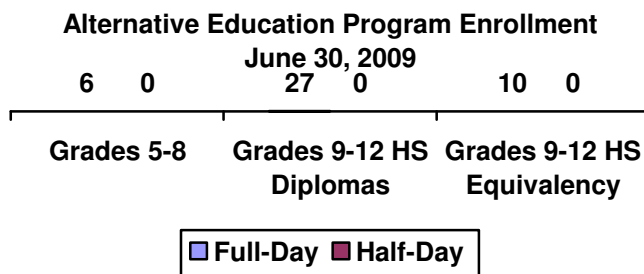 Alternative Education Program Enrollment
June 30, 2009
6 0 27 0 10 0
Grades 5-8 Grades 9-12 HS Diplomas Grades 9-12 HS Equivalency
Full-Day Half-Day